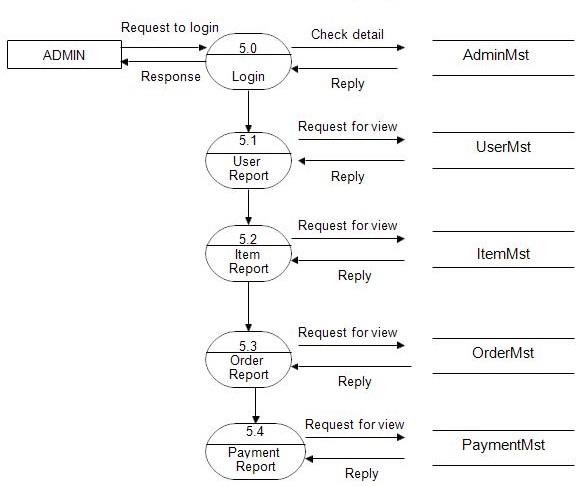 Request to login
Check detail
ADMIN
5.0
AdminMst
Response
Login
Reply
Request for view
5.1
UserMst
User
Report
Reply
Request for view
5.2
ItemMst
Item
Report
Reply
Request for view
5.3
OrderMst
Order
Report
Reply
Request for view
5.4
PaymentMst
Payment
Report
Reply